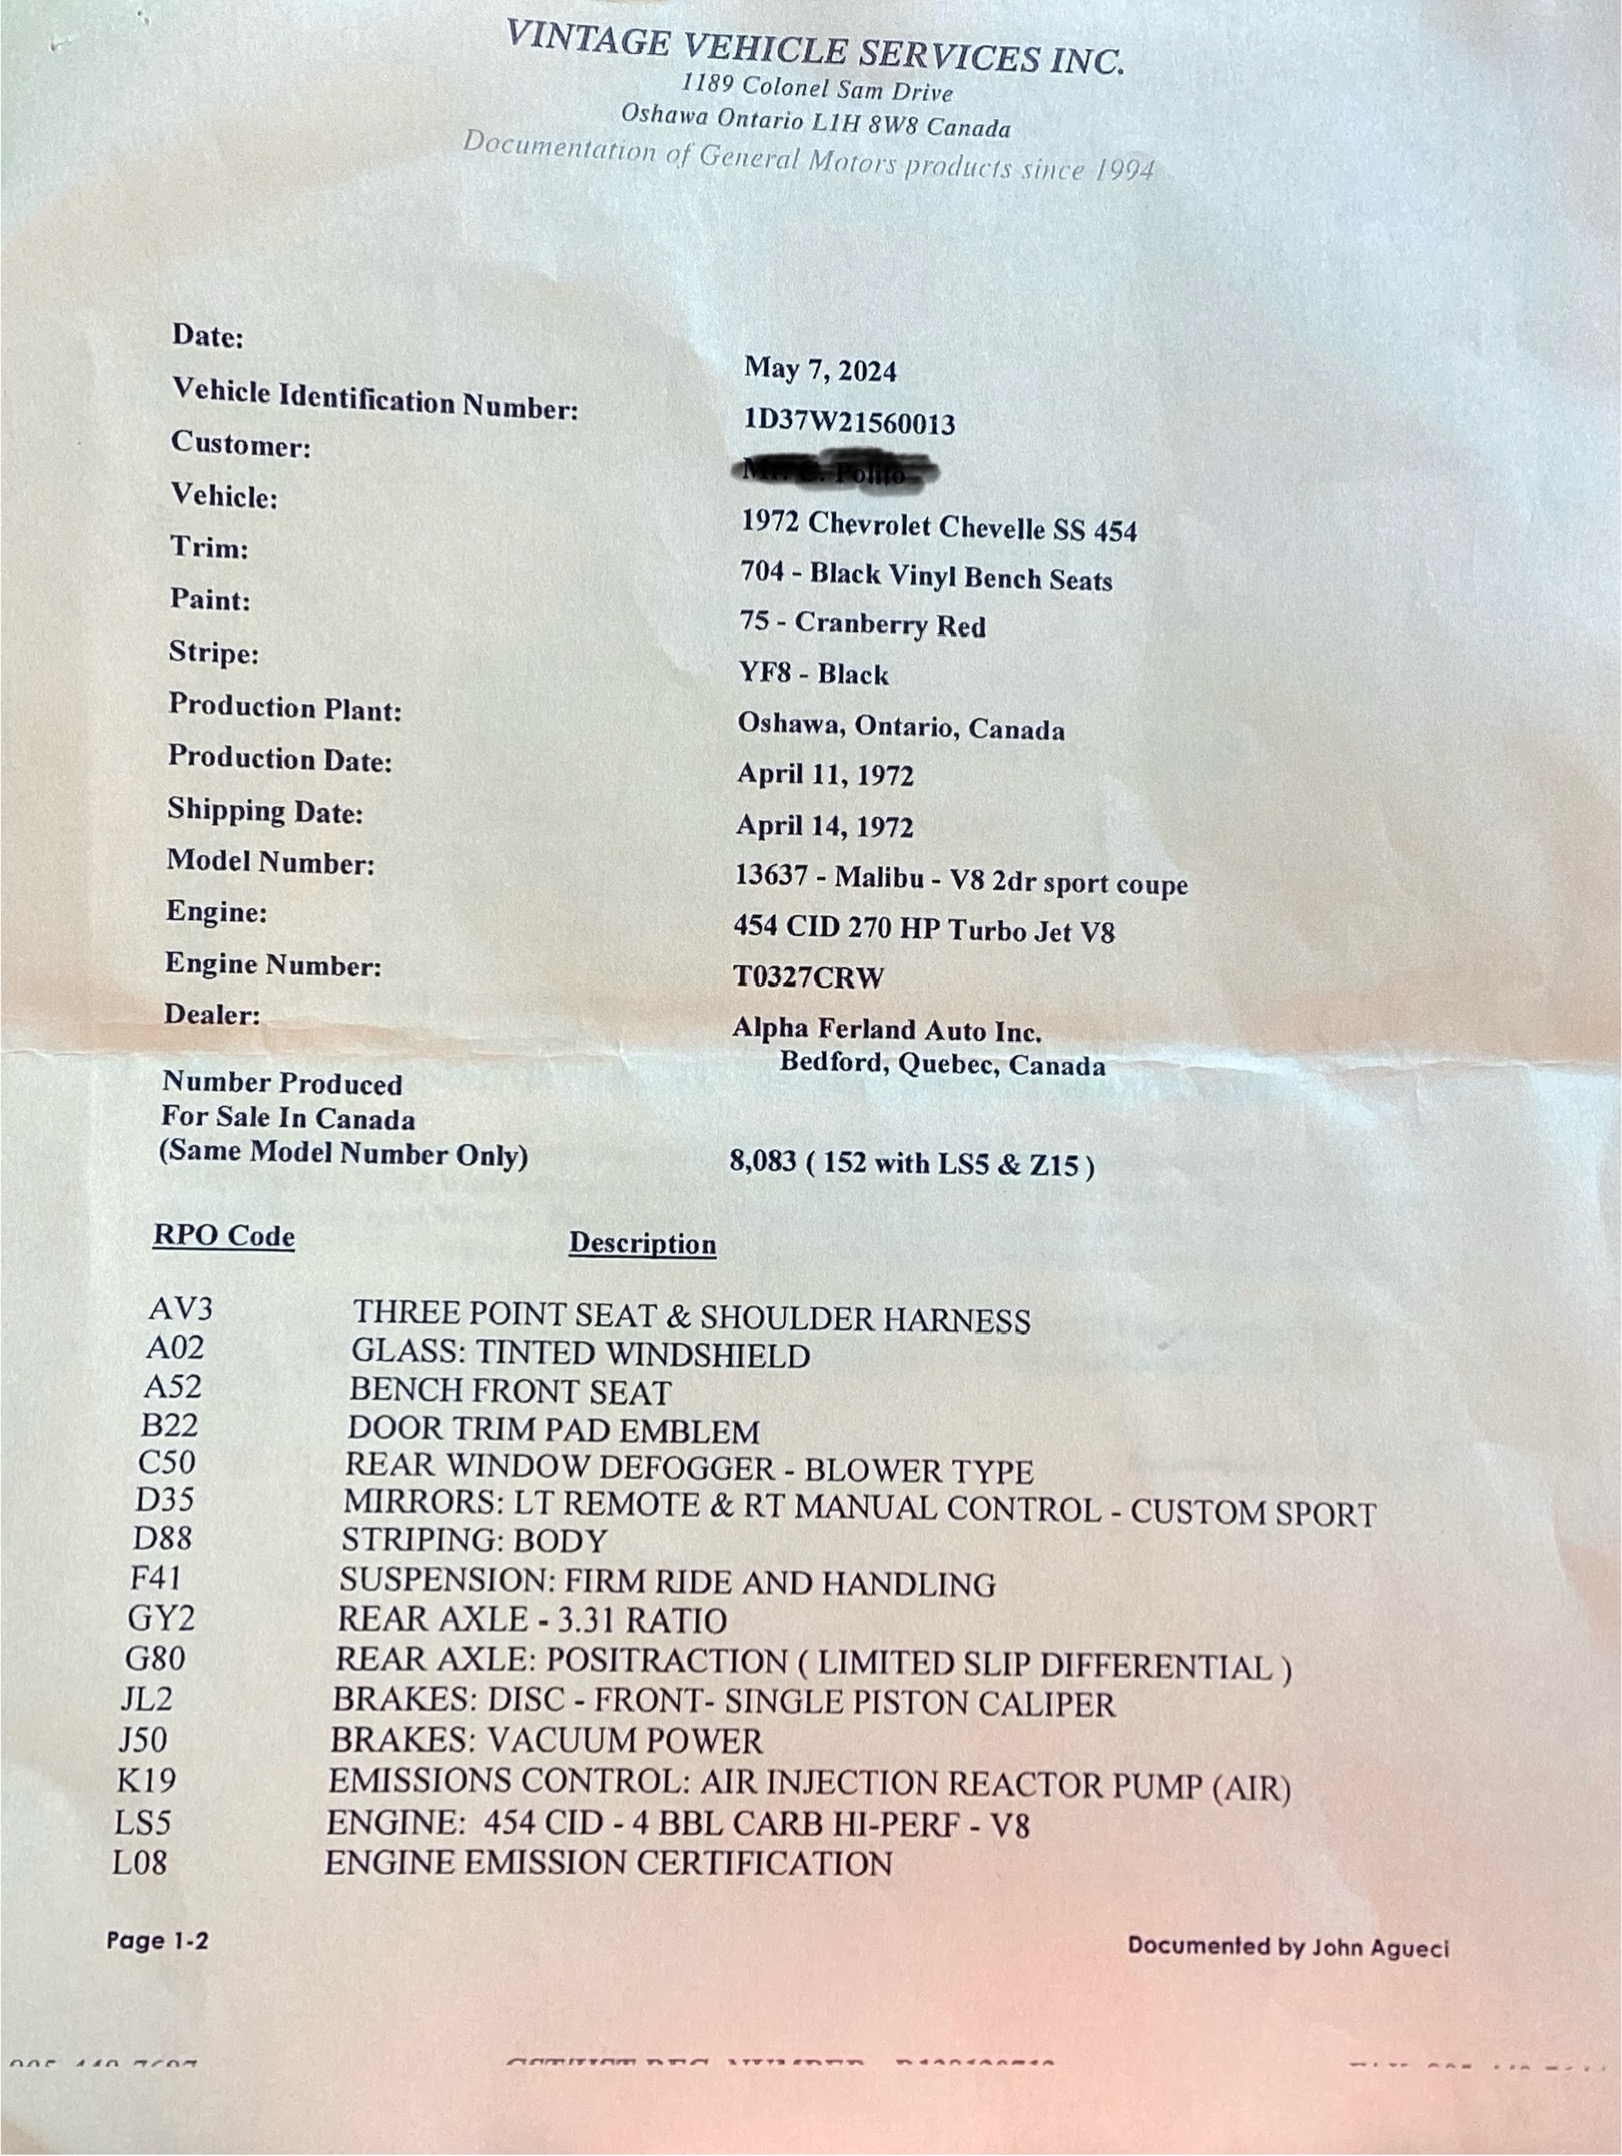 VINTAGE VEHICLE SERVICES INC.
1189 Colonel Sam Drive
Oshawa Ontario L1H 8W8 Canada
Documentation of General Motors products since 1994
Date: May 7, 2024
Vehicle Identification Number: 1D37W21560013
Customer:
Vehicle: 1972 Chevrolet Chevelle SS 454
Trim: 704 - Black Vinyl Bench Seats
Paint: 75 - Cranberry Red
Stripe: YF8 - Black
Production Plant: Oshawa, Ontario, Canada
Production Date: April 11, 1972
Shipping Date: April 14, 1972
Model Number: 13637 - Malibu - V8 2dr sport coupe
Engine: 454 CID 270 HP Turbo Jet V8
Engine Number: T0327CRW
Dealer: Alpha Ferland Auto Inc.
Bedford, Quebec, Canada
Number Produced
For Sale In Canada
(Same Model Number Only) 8,083 ( 152 with LS5 & Z15 )
RPO Code Description
AV3 THREE POINT SEAT & SHOULDER HARNESS
A02 GLASS: TINTED WINDSHIELD
A52 BENCH FRONT SEAT
B22 DOOR TRIM PAD EMBLEM
C50 REAR WINDOW DEFOGGER - BLOWER TYPE
D35 MIRRORS: LT REMOTE & RT MANUAL CONTROL - CUSTOM SPORT
D88 STRIPING: BODY
F41 SUSPENSION: FIRM RIDE AND HANDLING
GY2 REAR AXLE - 3.31 RATIO
G80 REAR AXLE: POSITRACTION ( LIMITED SLIP DIFFERENTIAL )
JL2 BRAKES: DISC - FRONT- SINGLE PISTON CALIPER
J50 BRAKES: VACUUM POWER
K19 EMISSIONS CONTROL: AIR INJECTION REACTOR PUMP (AIR)
LS5 ENGINE: 454 CID - 4 BBL CARB HI-PERF - V8
L08 ENGINE EMISSION CERTIFICATION
Page 1-2 Documented by John Agueci